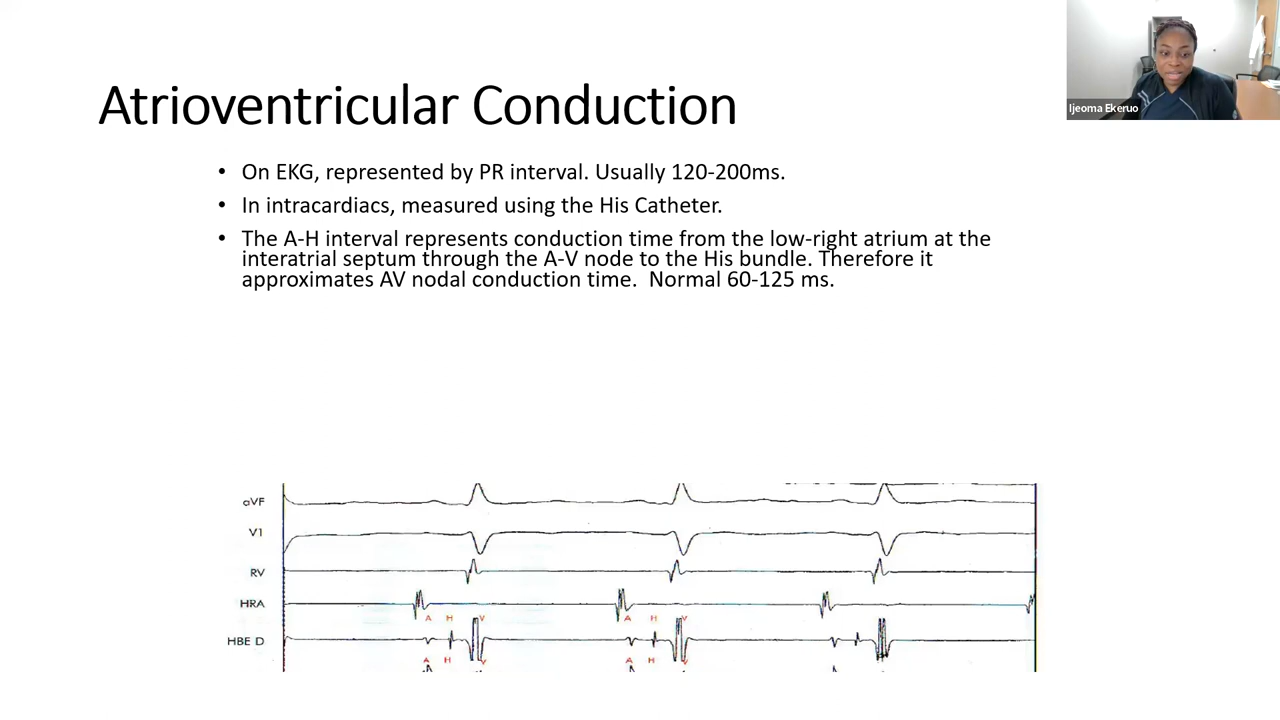 Ijeoma Ekeruo
Atrioventricular Conduction
• On EKG, represented by PR interval. Usually 120-200ms.
• In intracardiacs, measured using the His Catheter.
• The A-H interval represents conduction time from the low-right atrium at the
interatrial septum through the A-V node to the His bundle. Therefore it
approximates AV nodal conduction time.  Normal 60-125 ms.
aVF
V1
RV
HRA
A H V A H V
HBE D
A H V A H V